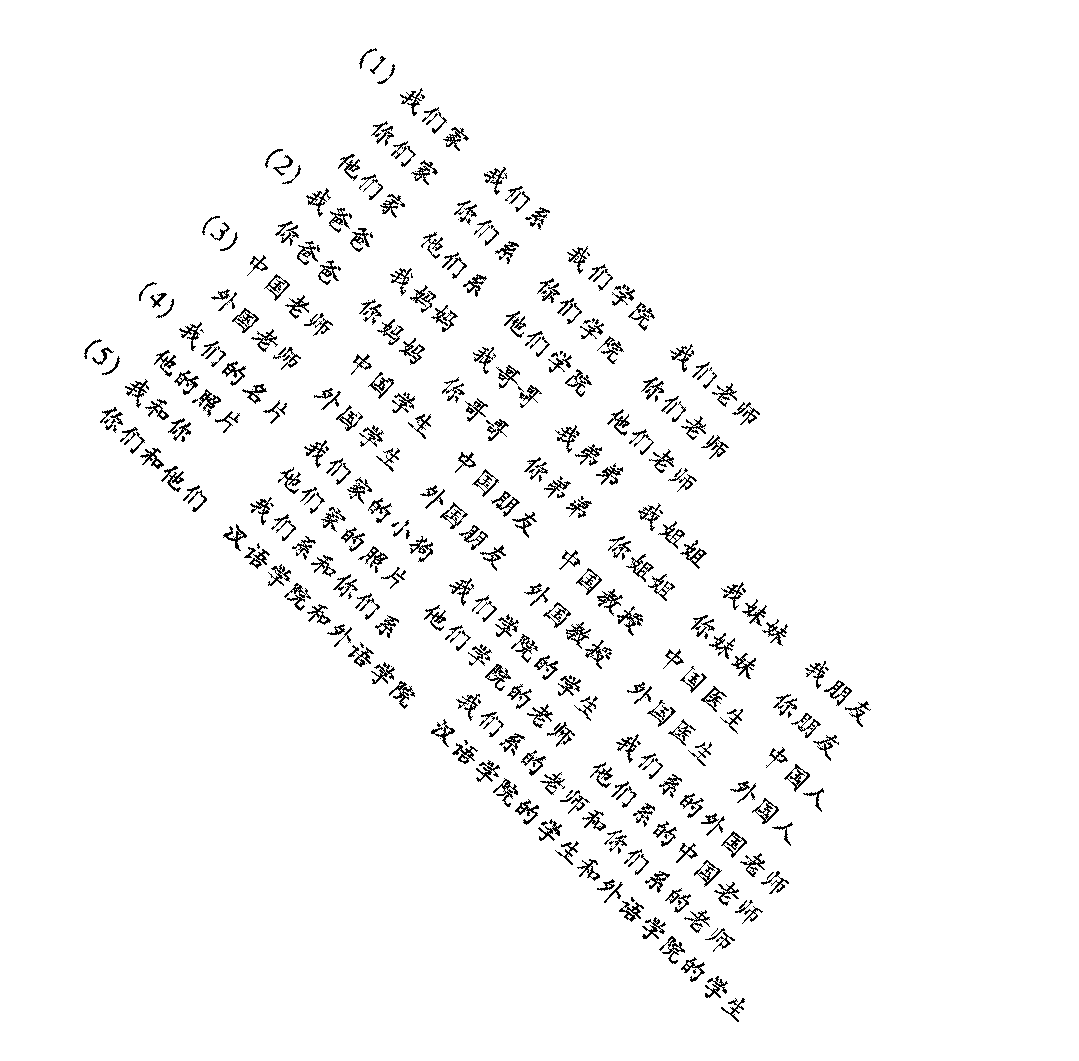 (1) 我们家 我们系 我们学院 我们老师
你们家 你们系 你们学院 你们老师
他们家 他们系 他们学院 他们老师
(2) 我爸爸 我妈妈 我哥哥 我弟弟 我姐姐 我妹妹 我朋友
你爸爸 你妈妈 你哥哥 你弟弟 你姐姐 你妹妹 你朋友
(3) 中国老师 中国学生 中国朋友 中国教授 中国医生 中国人
外国老师 外国学生 外国朋友 外国教授 外国医生 外国人
(4) 我们的名片 我们家的小狗 我们学院的学生 我们系的外国老师
他的照片 他们家的照片 他们学院的老师 他们系的中国老师
(5) 我和你 我们系和你们系 我们系的老师和你们系的老师
你们和他们 汉语学院和外语学院 汉语学院的学生和外语学院的学生